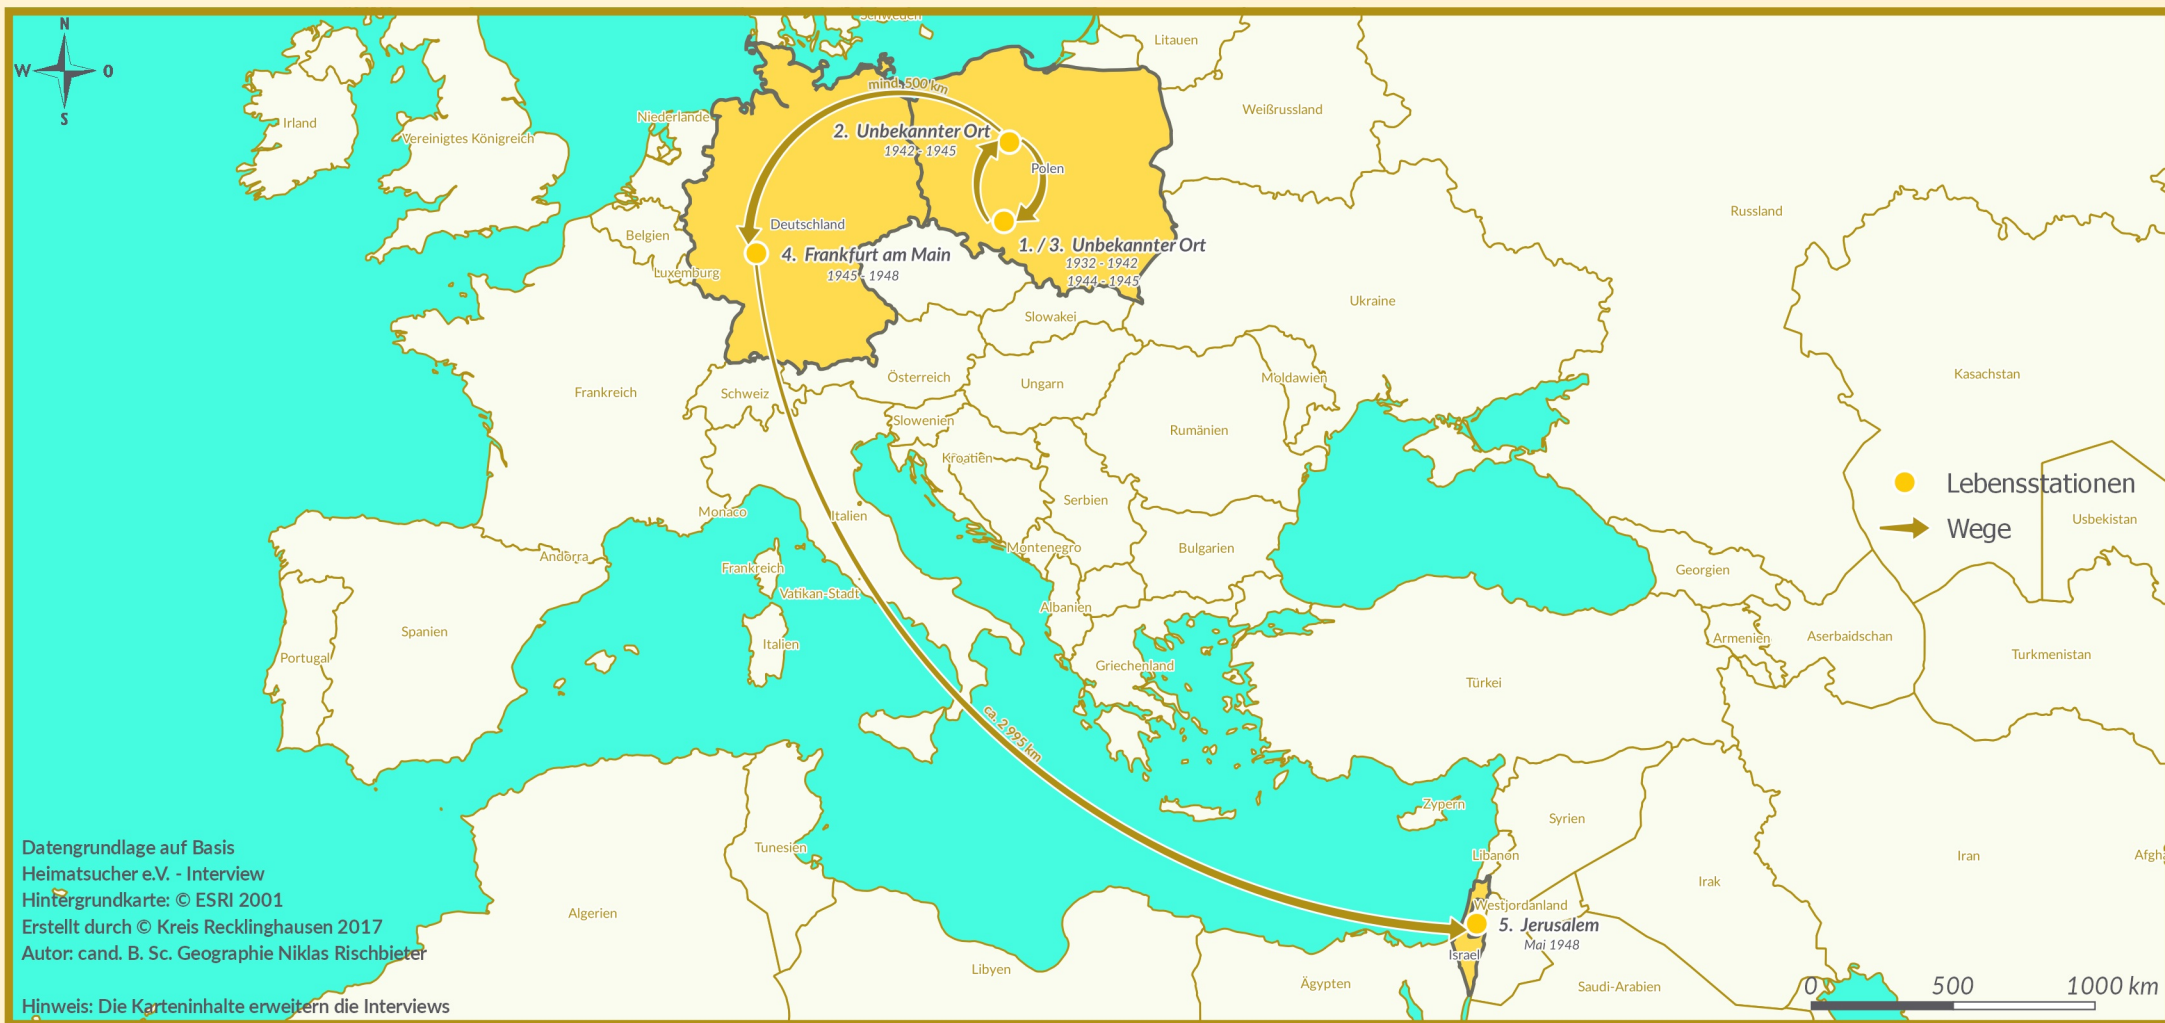 N
W O
S
Schweden
Litauen
Irland
Vereinigtes Königreich
Niederlande
mind. 500 km
Weißrussland
2. Unbekannter Ort
1942 - 1945
Polen
Russland
Belgien
Deutschland
Luxemburg
4. Frankfurt am Main
1945 - 1948
1. / 3. Unbekannter Ort
1932 - 1942
1944 - 1945
Slowakei
Ukraine
Frankreich
Schweiz
Österreich
Ungarn
Moldawien
Kasachstan
Slowenien
Kroatien
Rumänien
Serbien
Monaco
Italien
Montenegro
Bulgarien
Lebensstationen
Wege
Usbekistan
Andorra
Frankreich
Vatikan-Stadt
Albanien
Georgien
Spanien
Portugal
Italien
Griechenland
Türkei
Armenien
Aserbaidschan
Turkmenistan
ca. 2.995 km
Zypern
Syrien
Libanon
Irak
Iran
Afgha
Tunesien
Algerien
Westjordanland
5. Jerusalem
Mai 1948
Israel
Libyen
Ägypten
Saudi-Arabien
Datengrundlage auf Basis
Heimatsucher e.V. - Interview
Hintergrundkarte: © ESRI 2001
Erstellt durch © Kreis Recklinghausen 2017
Autor: cand. B. Sc. Geographie Niklas Rischbieter
Hinweis: Die Karteninhalte erweitern die Interviews
0 500 1000 km